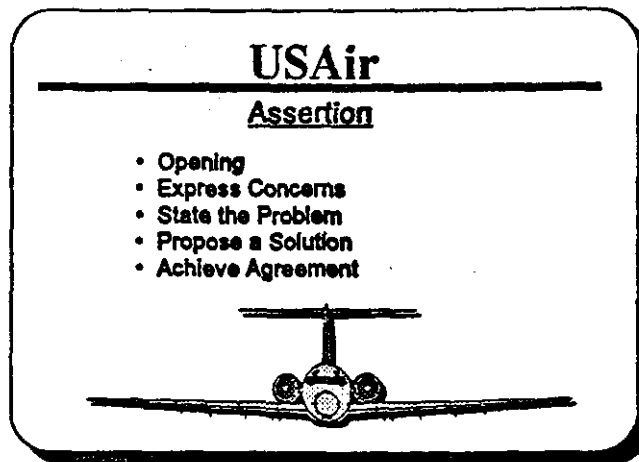 USAir
Assertion
• Opening
• Express Concerns
• State the Problem
• Propose a Solution
• Achieve Agreement